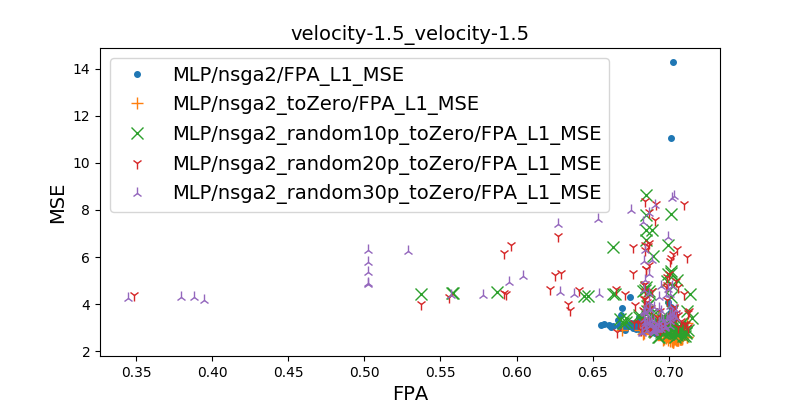 velocity-1.5_velocity-1.5
MLP/nsga2/FPA_L1_MSE
MLP/nsga2_toZero/FPA_L1_MSE
MLP/nsga2_random10p_toZero/FPA_L1_MSE
MLP/nsga2_random20p_toZero/FPA_L1_MSE
MLP/nsga2_random30p_toZero/FPA_L1_MSE
MSE
14
12
10
8
6
4
2
0.35 0.40 0.45 0.50 0.55 0.60 0.65 0.70
FPA